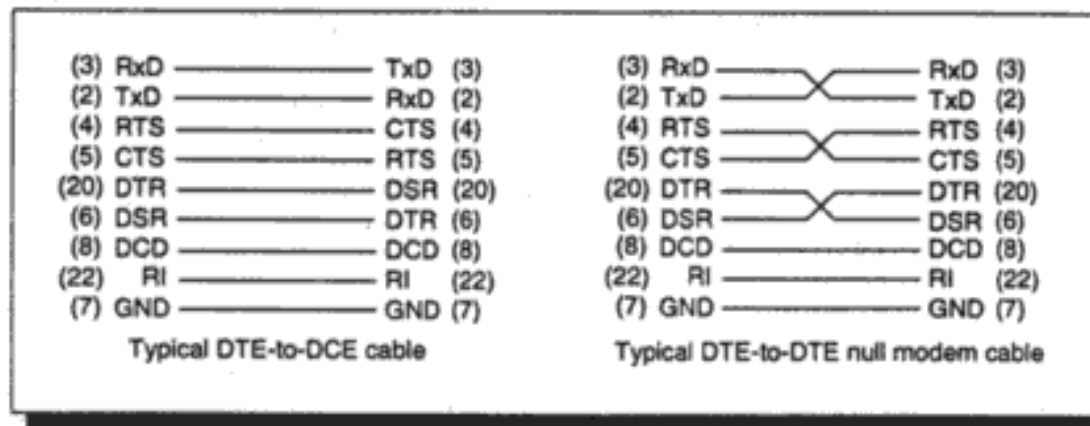 (3) RxD TxD (3) (3) RxD RxD (3)
(2) TxD RxD (2) (2) TxD TxD (2)
(4) RTS CTS (4) (4) RTS RTS (4)
(5) CTS RTS (5) (5) CTS CTS (5)
(20) DTR DSR (20) (20) DTR DTR (20)
(6) DSR DTR (6) (6) DSR DSR (6)
(8) DCD DCD (8) (8) DCD DCD (8)
(22) RI RI (22) (22) RI RI (22)
(7) GND GND (7) (7) GND GND (7)
Typical DTE-to-DCE cable Typical DTE-to-DTE null modem cable